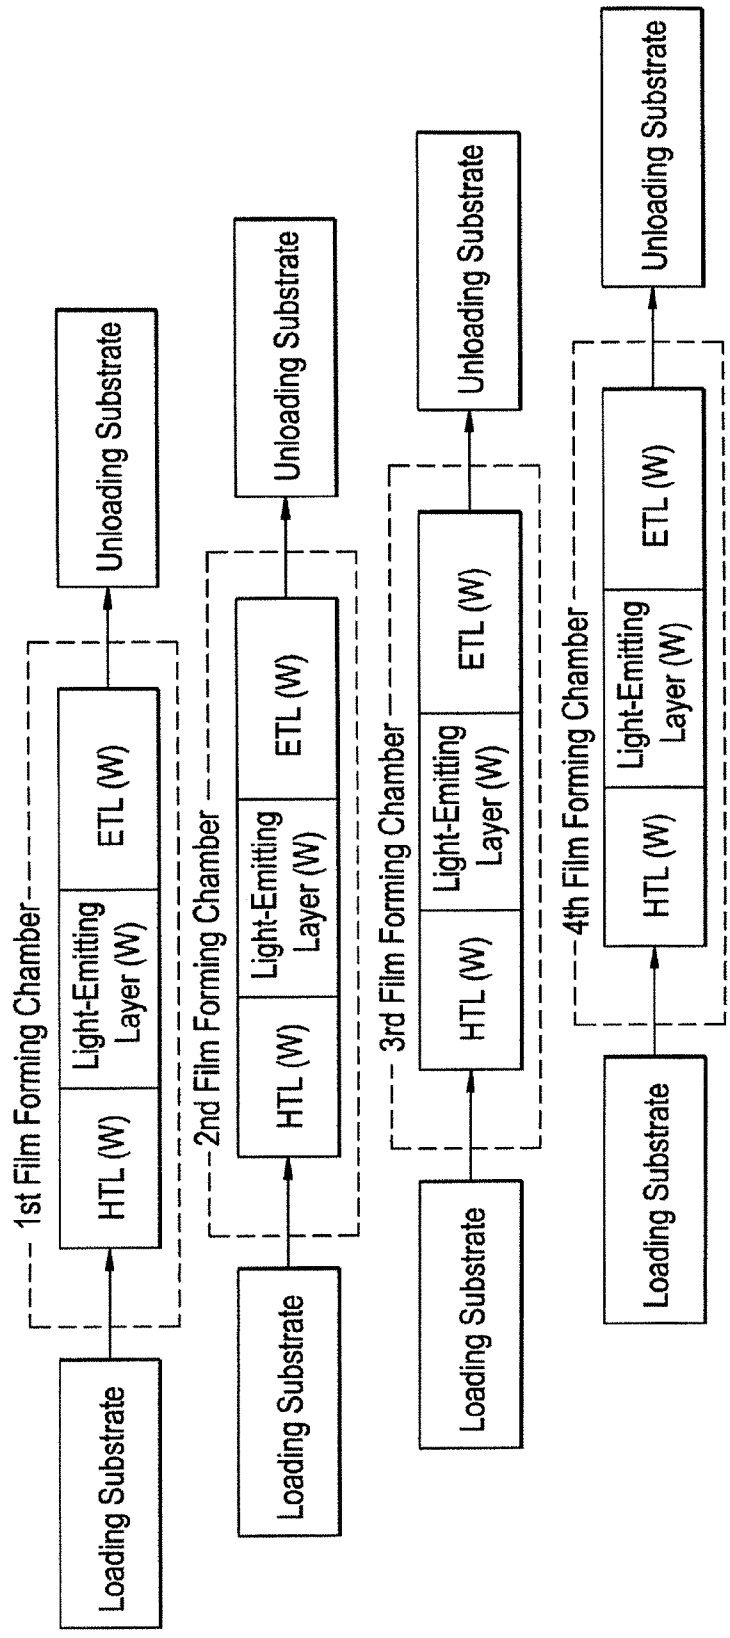 1st Film Forming Chamber
Loading Substrate
HTL (W)
Light-Emitting
Layer (W)
ETL (W)
Unloading Substrate
2nd Film Forming Chamber
Loading Substrate
HTL (W)
Light-Emitting
Layer (W)
ETL (W)
Unloading Substrate
3rd Film Forming Chamber
Loading Substrate
HTL (W)
Light-Emitting
Layer (W)
ETL (W)
Unloading Substrate
4th Film Forming Chamber
Loading Substrate
HTL (W)
Light-Emitting
Layer (W)
ETL (W)
Unloading Substrate